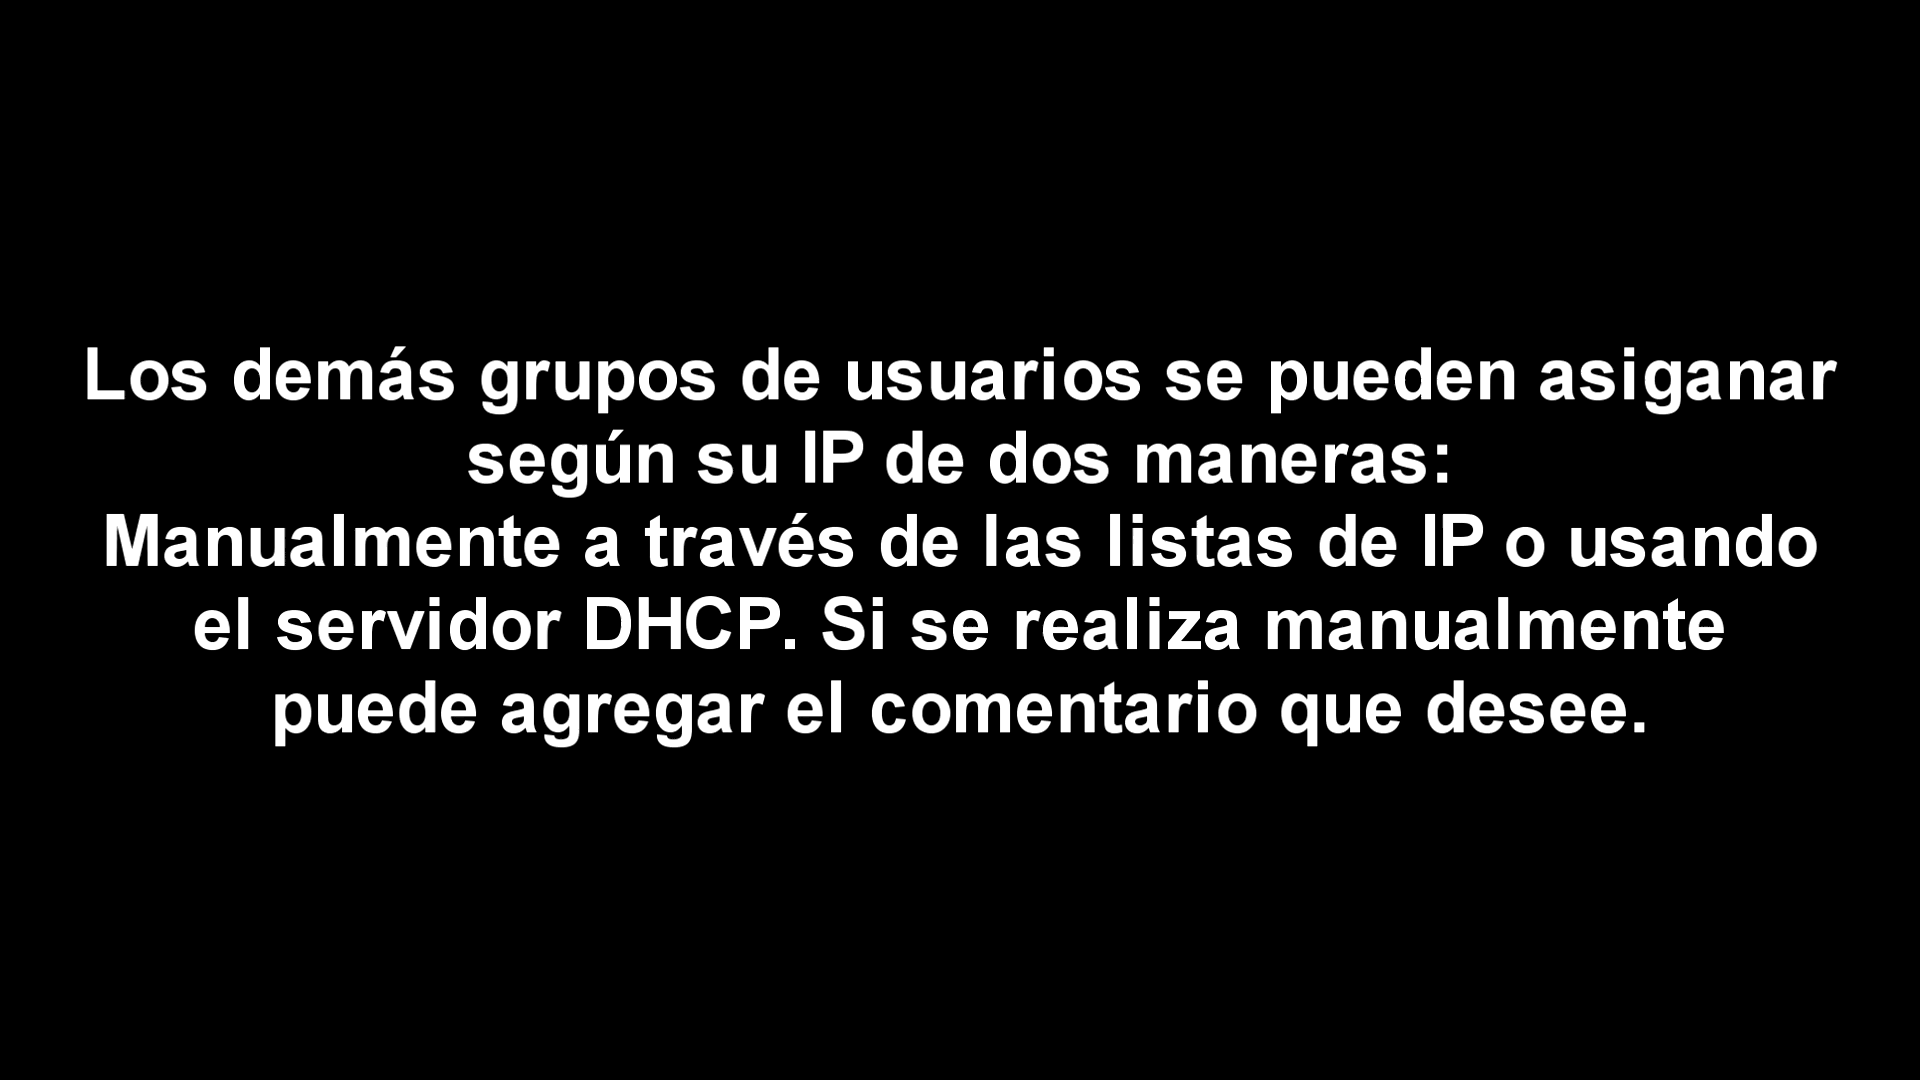 Los demás grupos de usuarios se pueden asiganar
según su IP de dos maneras:
Manualmente a través de las listas de IP o usando
el servidor DHCP. Si se realiza manualmente
puede agregar el comentario que desee.